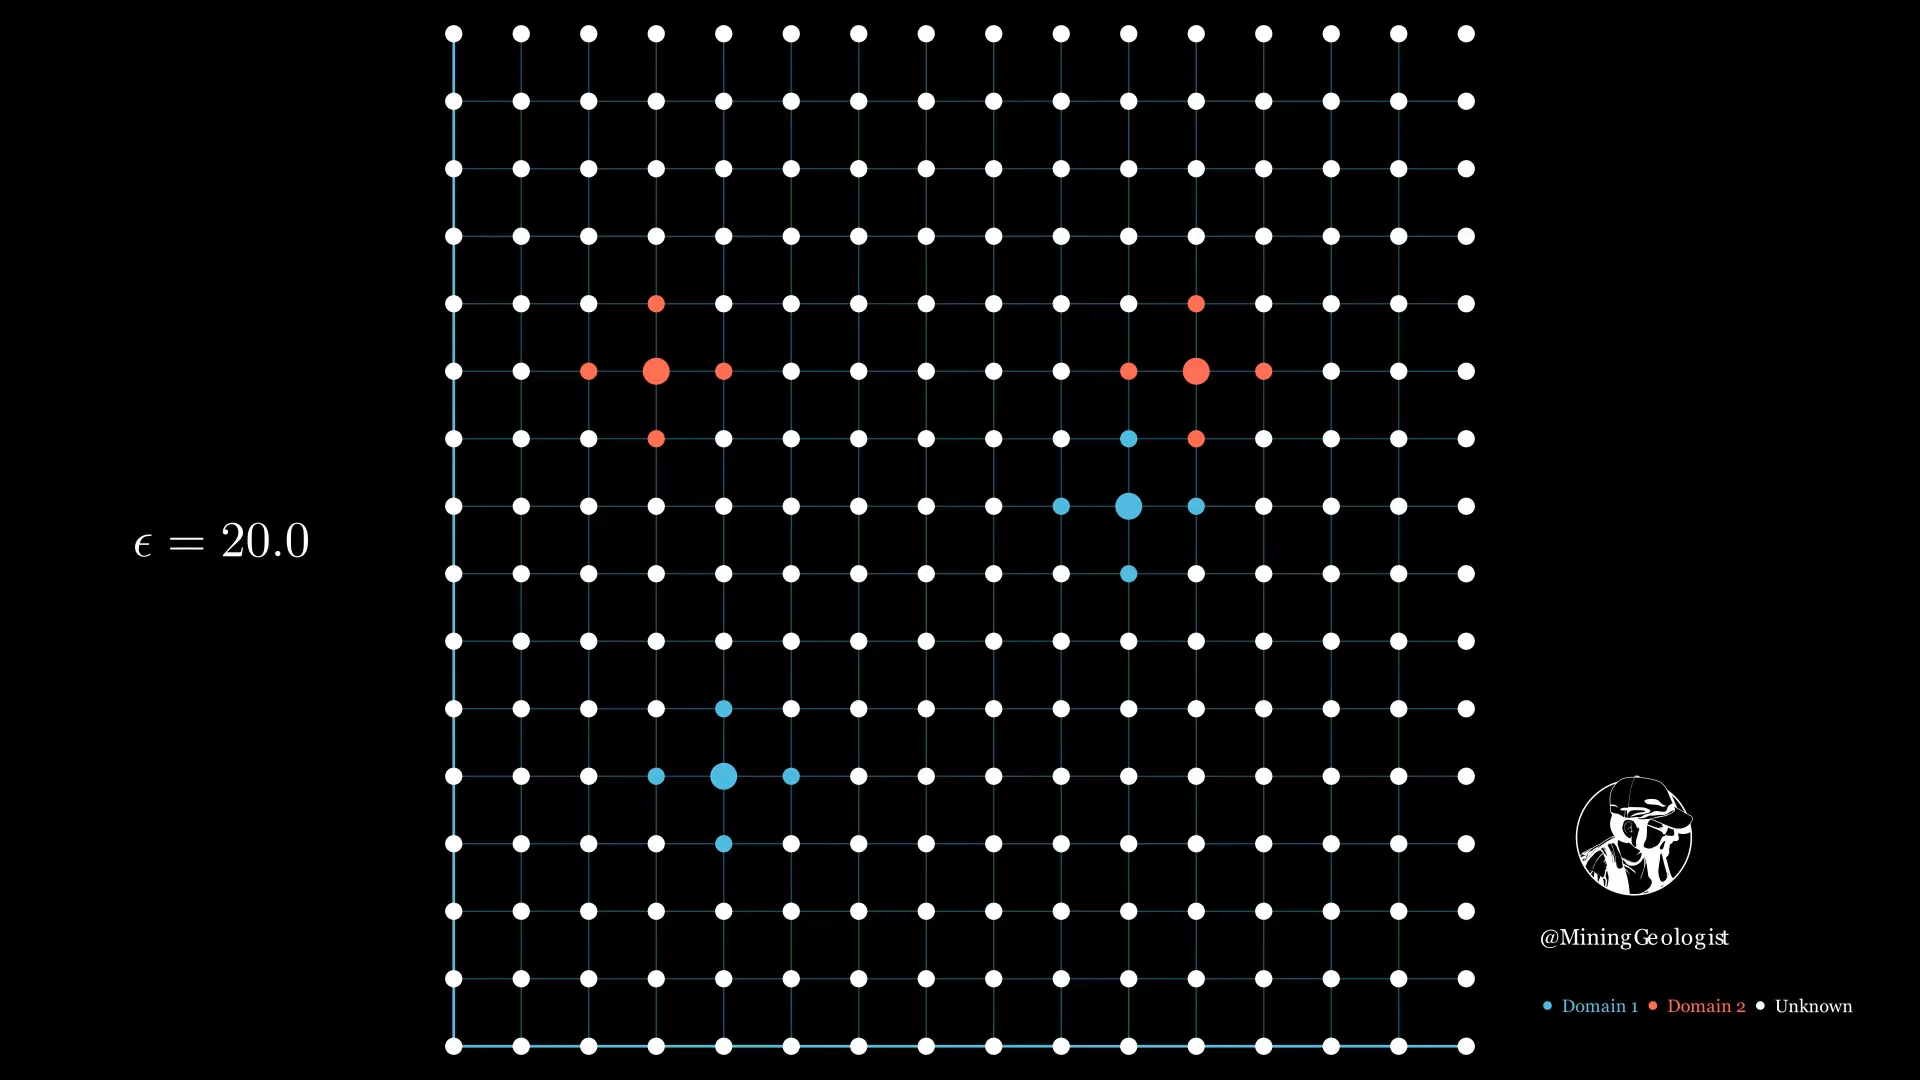 ϵ = 20.0
@MiningGeologist
Domain 1 Domain 2 Unknown